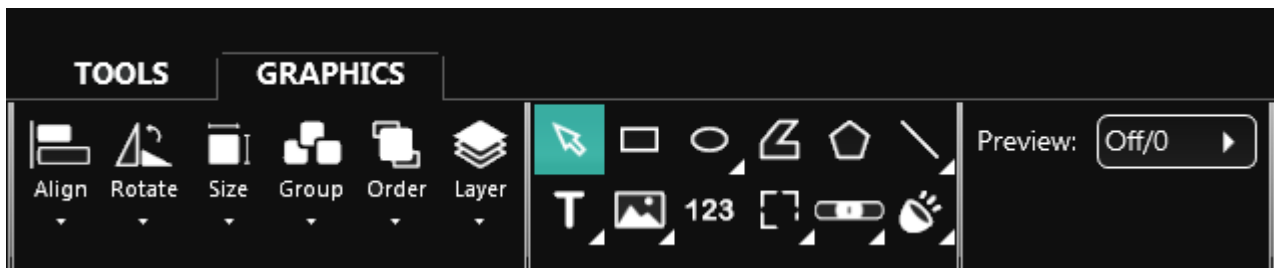 TOOLS GRAPHICS
Align Rotate Size Group Order Layer
Preview: Off/0
T 123